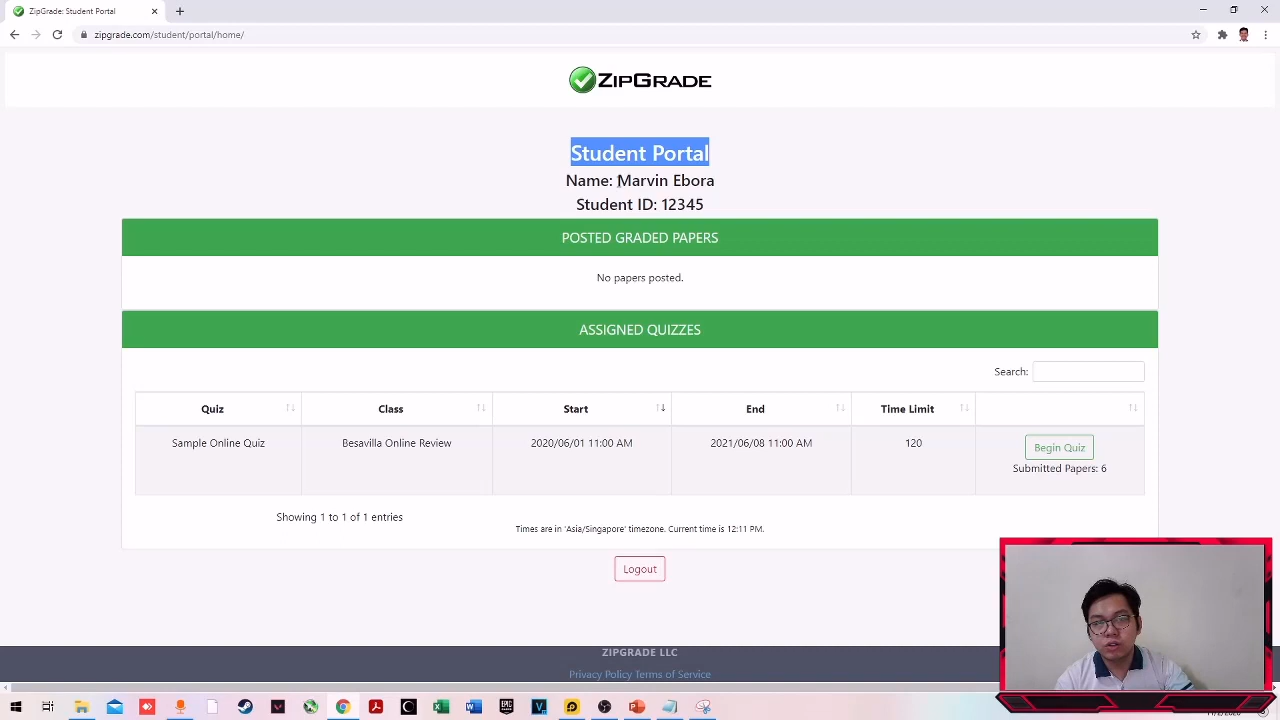 ZipGrade: Student Portal
zipgrade.com/student/portal/home/
ZIPGRADE
Student Portal
Name: Marvin Ebora
Student ID: 12345
POSTED GRADED PAPERS
No papers posted.
ASSIGNED QUIZZES
Search:
Quiz Class Start End Time Limit
Sample Online Quiz Besavilla Online Review 2020/06/01 11:00 AM 2021/06/08 11:00 AM 120 Begin Quiz
Submitted Papers: 6
Showing 1 to 1 of 1 entries
Times are in 'Asia/Singapore' timezone. Current time is 12:11 PM.
Logout
ZIPGRADE LLC
Privacy Policy Terms of Service